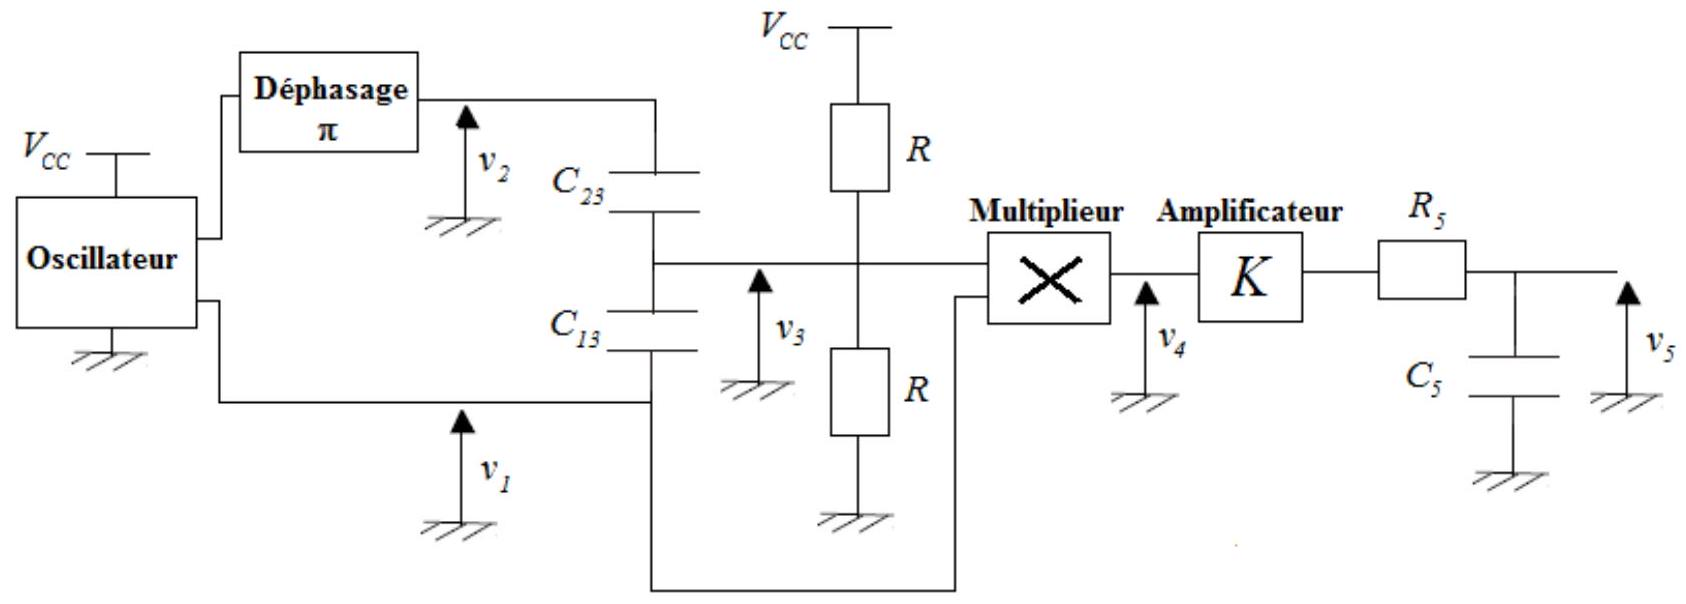 V_CC
Déphasage
π
V_CC
v_2
C_23
R
Oscillateur
Multiplieur
Amplificateur
R_5
K
C_13
v_3
v_4
v_5
R
C_5
v_1